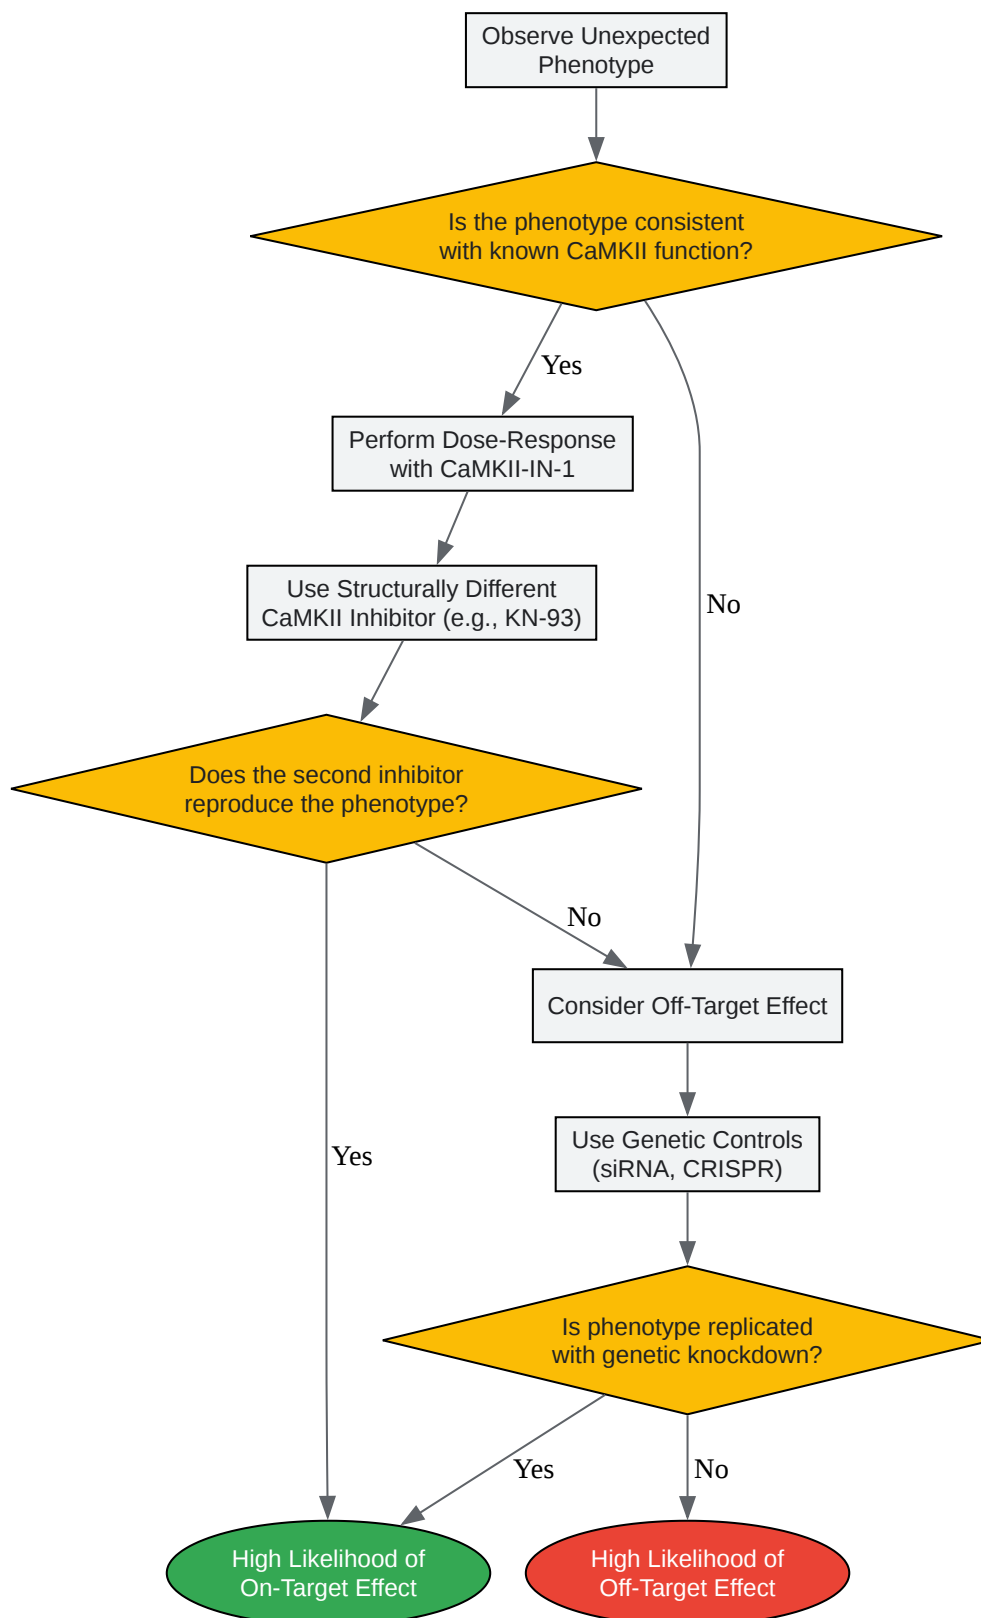 Observe Unexpected
Phenotype
Is the phenotype consistent
with known CaMKII function?
Yes
Perform Dose-Response
with CaMKII-IN-1
Use Structurally Different
CaMKII Inhibitor (e.g., KN-93)
No
Does the second inhibitor
reproduce the phenotype?
No
Consider Off-Target Effect
Use Genetic Controls
(siRNA, CRISPR)
Yes
Is phenotype replicated
with genetic knockdown?
Yes
No
High Likelihood of
On-Target Effect
High Likelihood of
Off-Target Effect